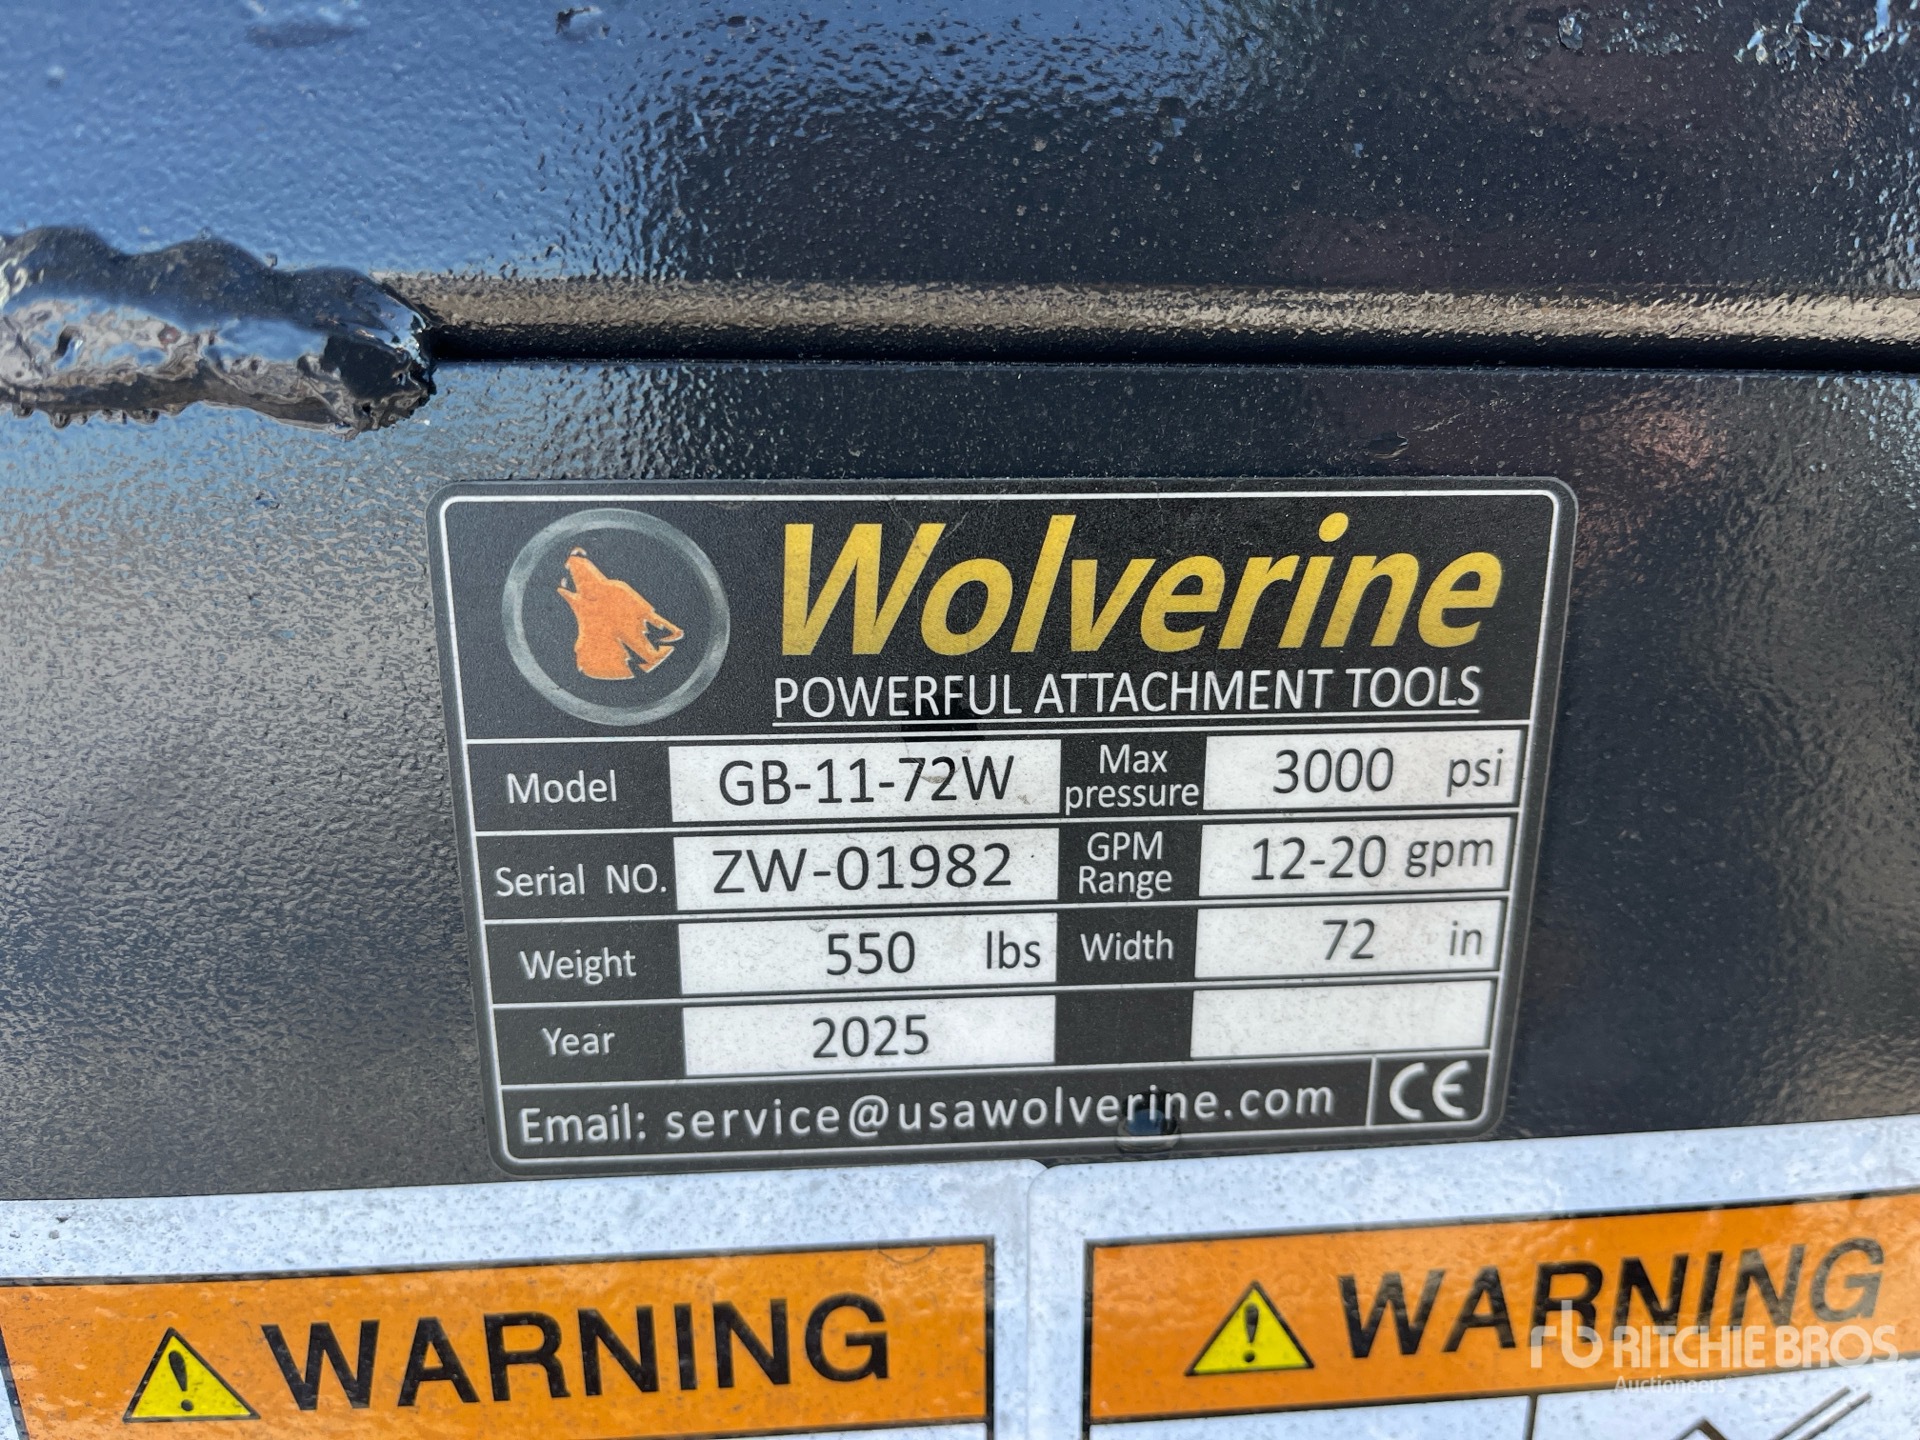 Wolverine
POWERFUL ATTACHMENT TOOLS
Model GB-11-72W Max pressure 3000 psi
Serial NO. ZW-01982 GPM Range 12-20 gpm
Weight 550 lbs Width 72 in
Year 2025
Email: service@usawolverine.com CE
WARNING WARNING
rb RITCHIE BROS.
Auctioneers